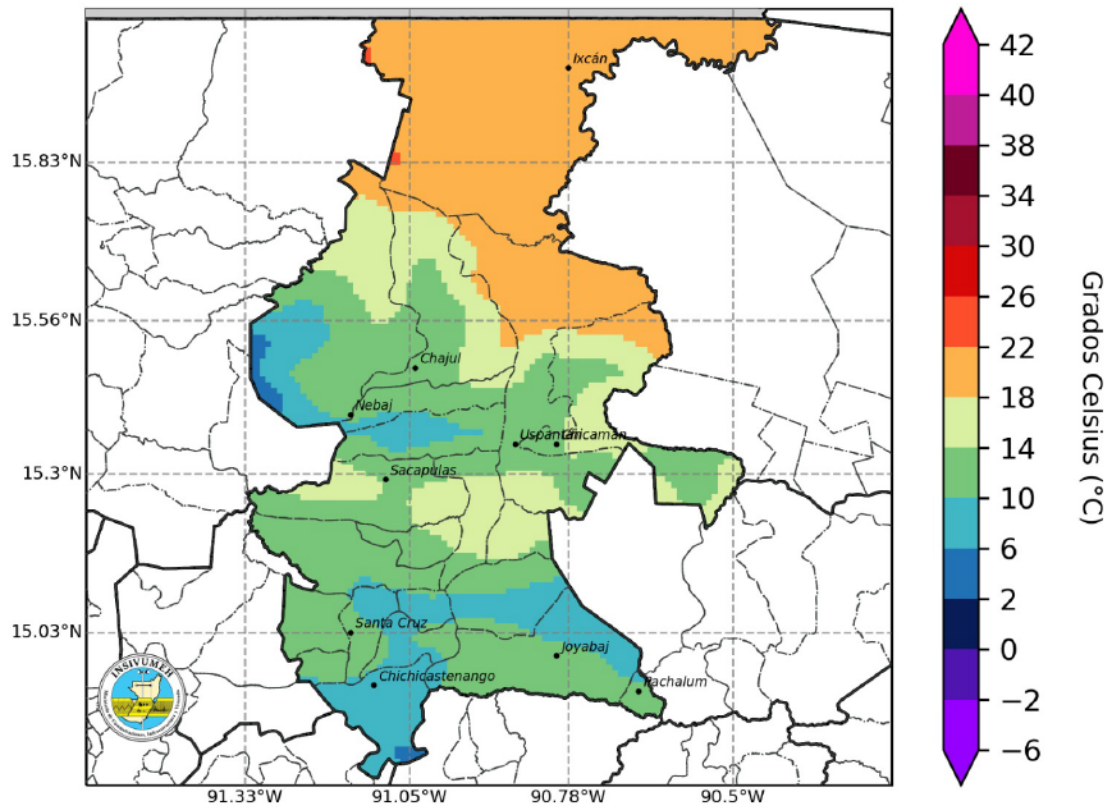 Ixcán
15.83°N
15.56°N
Chajul
Nebaj
15.3°N
Sacapulas
15.03°N
Santa Cruz
Joyabaj
Chichicastenango
Pachalum
INSIVUMEH
91.33°W
91.05°W
90.78°W
90.5°W
42
40
38
34
30
26
22
18
14
10
6
2
0
−2
−6
Grados Celsius (°C)